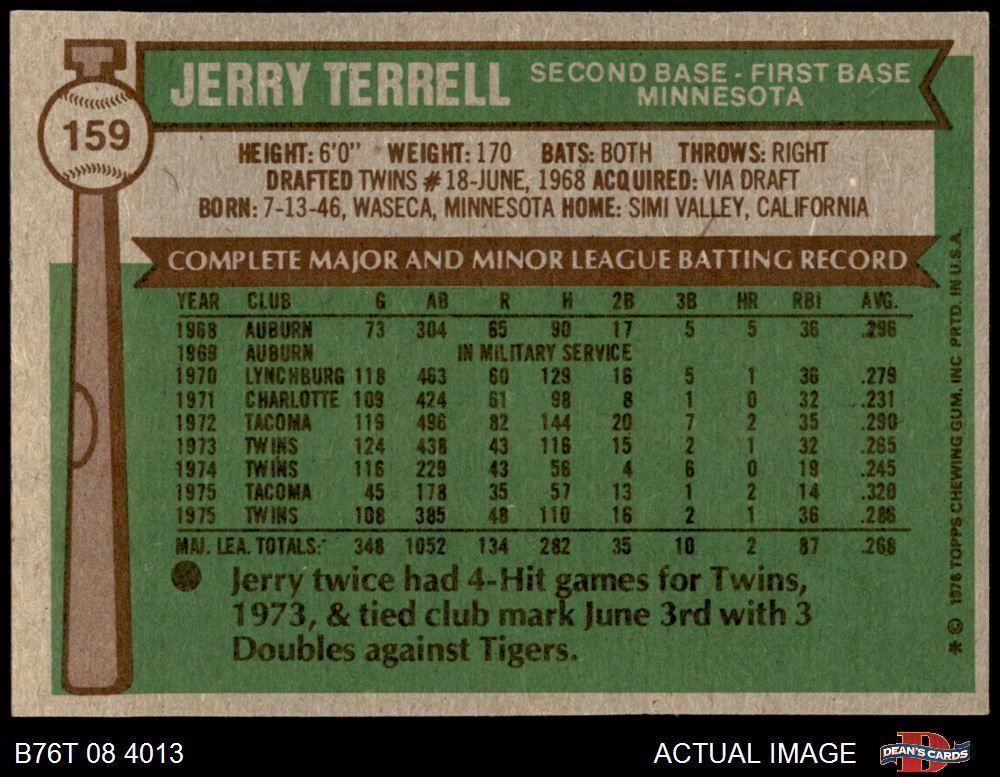 159
JERRY TERRELL
SECOND BASE - FIRST BASE
MINNESOTA
HEIGHT: 6'0" WEIGHT: 170 BATS: BOTH THROWS: RIGHT
DRAFTED TWINS #18-JUNE, 1968 ACQUIRED: VIA DRAFT
BORN: 7-13-46, WASECA, MINNESOTA HOME: SIMI VALLEY, CALIFORNIA
COMPLETE MAJOR AND MINOR LEAGUE BATTING RECORD
YEAR CLUB G AB R H 2B 3B HR RBI AVG.
1968 AUBURN 73 304 65 90 17 5 5 36 .296
1969 AUBURN IN MILITARY SERVICE
1970 LYNCHBURG 118 463 60 129 16 5 1 36 .279
1971 CHARLOTTE 109 424 61 98 8 1 0 32 .231
1972 TACOMA 119 496 82 144 20 7 2 35 .290
1973 TWINS 124 438 43 116 15 2 1 32 .265
1974 TWINS 116 229 43 56 4 6 0 19 .245
1975 TACOMA 45 178 35 57 13 1 2 14 .320
1975 TWINS 108 385 48 110 16 2 1 36 .286
MAJ. LEA. TOTALS: 348 1052 134 282 35 10 2 87 .268
Jerry twice had 4-Hit games for Twins,
1973, & tied club mark June 3rd with 3
Doubles against Tigers.
* © 1976 TOPPS CHEWING GUM, INC PRTD. IN U.S.A.
B76T 08 4013
ACTUAL IMAGE
DEAN'S CARDS